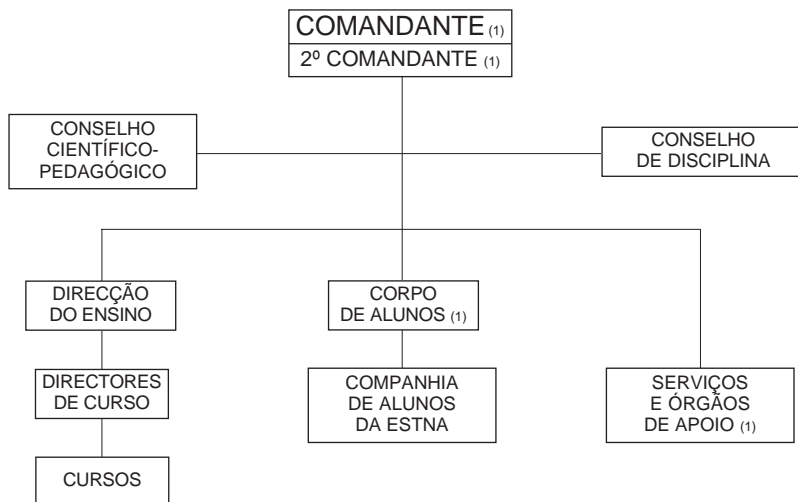 COMANDANTE (1)
2º COMANDANTE (1)
CONSELHO
CIENTÍFICO-
PEDAGÓGICO
CONSELHO
DE DISCIPLINA
DIRECÇÃO
DO ENSINO
CORPO
DE ALUNOS (1)
DIRECTORES
DE CURSO
COMPANHIA
DE ALUNOS
DA ESTNA
SERVIÇOS
E ÓRGÃOS
DE APOIO (1)
CURSOS